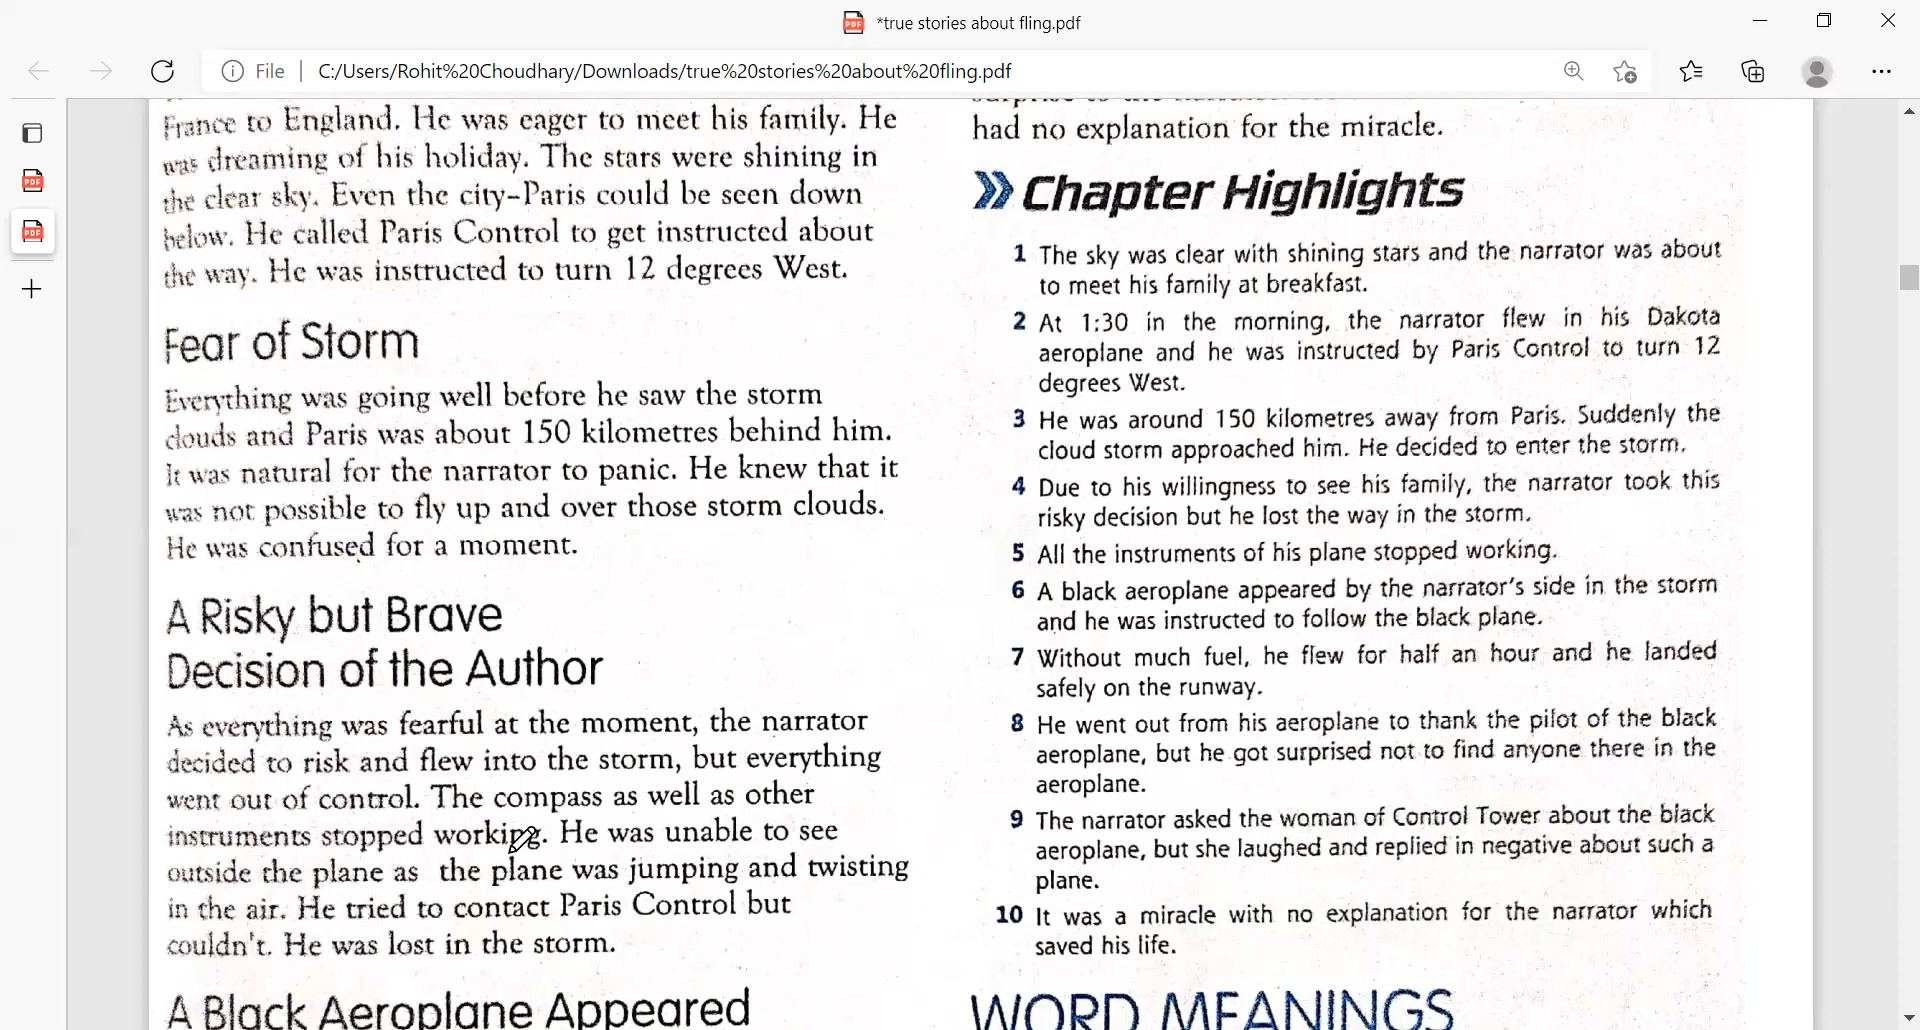 *true stories about fling.pdf
File
C:/Users/Rohit%20Choudhary/Downloads/true%20stories%20about%20fling.pdf
France to England. He was eager to meet his family. He
was dreaming of his holiday. The stars were shining in
the clear sky. Even the city-Paris could be seen down
below. He called Paris Control to get instructed about
the way. He was instructed to turn 12 degrees West.
Fear of Storm
Everything was going well before he saw the storm
clouds and Paris was about 150 kilometres behind him.
It was natural for the narrator to panic. He knew that it
was not possible to fly up and over those storm clouds.
He was confused for a moment.
A Risky but Brave
Decision of the Author
As everything was fearful at the moment, the narrator
decided to risk and flew into the storm, but everything
went out of control. The compass as well as other
instruments stopped working. He was unable to see
outside the plane as the plane was jumping and twisting
in the air. He tried to contact Paris Control but
couldn't. He was lost in the storm.
A Black Aeroplane Appeared
had no explanation for the miracle.
Chapter Highlights
1 The sky was clear with shining stars and the narrator was about
to meet his family at breakfast.
2 At 1:30 in the morning, the narrator flew in his Dakota
aeroplane and he was instructed by Paris Control to turn 12
degrees West.
3 He was around 150 kilometres away from Paris. Suddenly the
cloud storm approached him. He decided to enter the storm.
4 Due to his willingness to see his family, the narrator took this
risky decision but he lost the way in the storm.
5 All the instruments of his plane stopped working.
6 A black aeroplane appeared by the narrator's side in the storm
and he was instructed to follow the black plane.
7 Without much fuel, he flew for half an hour and he landed
safely on the runway.
8 He went out from his aeroplane to thank the pilot of the black
aeroplane, but he got surprised not to find anyone there in the
aeroplane.
9 The narrator asked the woman of Control Tower about the black
aeroplane, but she laughed and replied in negative about such a
plane.
10 It was a miracle with no explanation for the narrator which
saved his life.
WORD MEANINGS